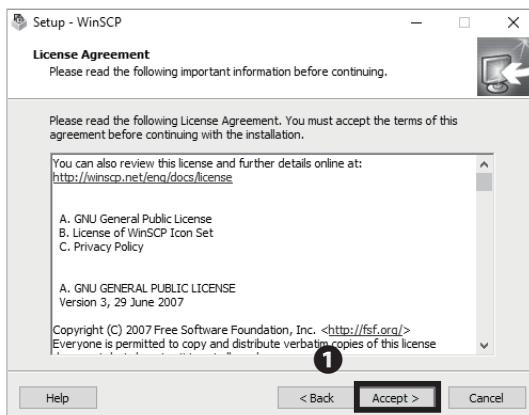 Setup - WinSCP
License Agreement
Please read the following important information before continuing.
Please read the following License Agreement. You must accept the terms of this
agreement before continuing with the installation.
You can also review this license and further details online at:
http://winscp.net/eng/docs/license
A. GNU General Public License
B. License of WinSCP Icon Set
C. Privacy Policy
A. GNU GENERAL PUBLIC LICENSE
Version 3, 29 June 2007
Copyright (C) 2007 Free Software Foundation, Inc. <http://fsf.org/>
Everyone is permitted to copy and distribute verbatim copies of this license
1
Help
< Back
Accept >
Cancel